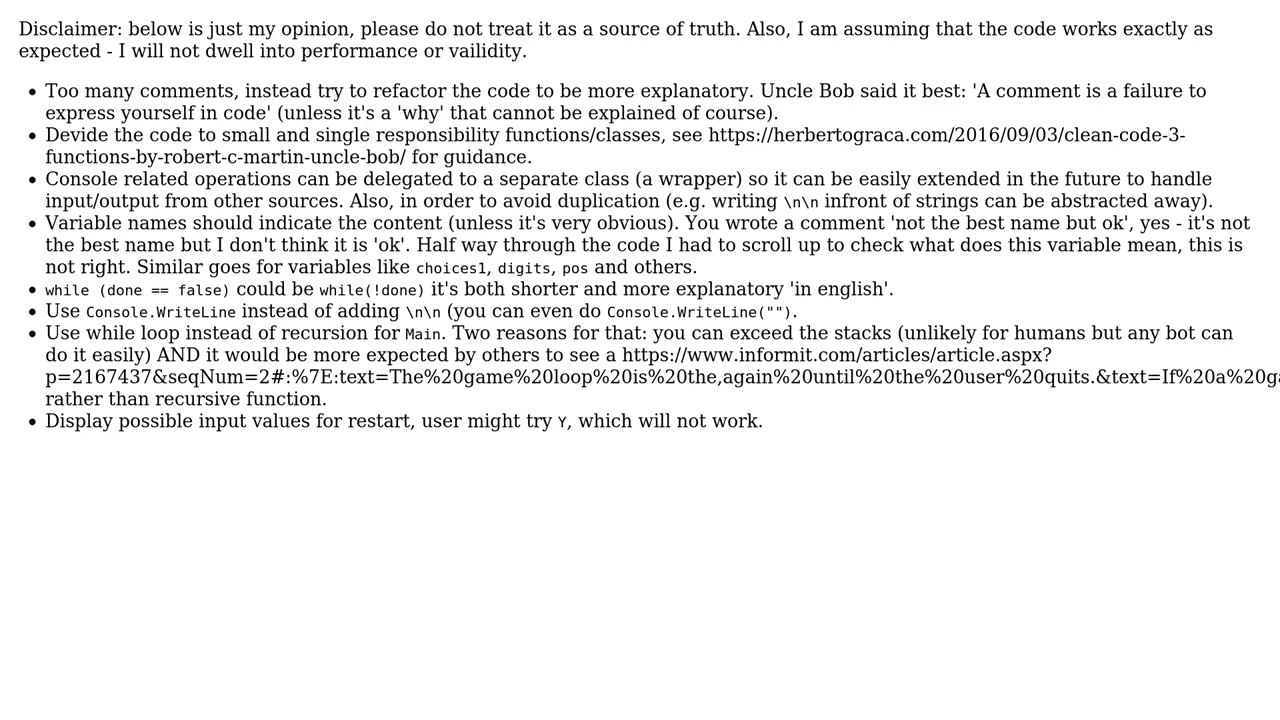 Disclaimer: below is just my opinion, please do not treat it as a source of truth. Also, I am assuming that the code works exactly as
expected - I will not dwell into performance or vailidity.
• Too many comments, instead try to refactor the code to be more explanatory. Uncle Bob said it best: 'A comment is a failure to
express yourself in code' (unless it's a 'why' that cannot be explained of course).
• Devide the code to small and single responsibility functions/classes, see https://herbertograca.com/2016/09/03/clean-code-3-
functions-by-robert-c-martin-uncle-bob/ for guidance.
• Console related operations can be delegated to a separate class (a wrapper) so it can be easily extended in the future to handle
input/output from other sources. Also, in order to avoid duplication (e.g. writing \n\n infront of strings can be abstracted away).
• Variable names should indicate the content (unless it's very obvious). You wrote a comment 'not the best name but ok', yes - it's not
the best name but I don't think it is 'ok'. Half way through the code I had to scroll up to check what does this variable mean, this is
not right. Similar goes for variables like choices1, digits, pos and others.
• while (done == false) could be while(!done) it's both shorter and more explanatory 'in english'.
• Use Console.WriteLine instead of adding \n\n (you can even do Console.WriteLine("").
• Use while loop instead of recursion for Main. Two reasons for that: you can exceed the stacks (unlikely for humans but any bot can
do it easily) AND it would be more expected by others to see a https://www.informit.com/articles/article.aspx?
p=2167437&seqNum=2#:%7E:text=The%20game%20loop%20is%20the,again%20until%20the%20user%20quits.&text=If%20a%20g
rather than recursive function.
• Display possible input values for restart, user might try Y, which will not work.